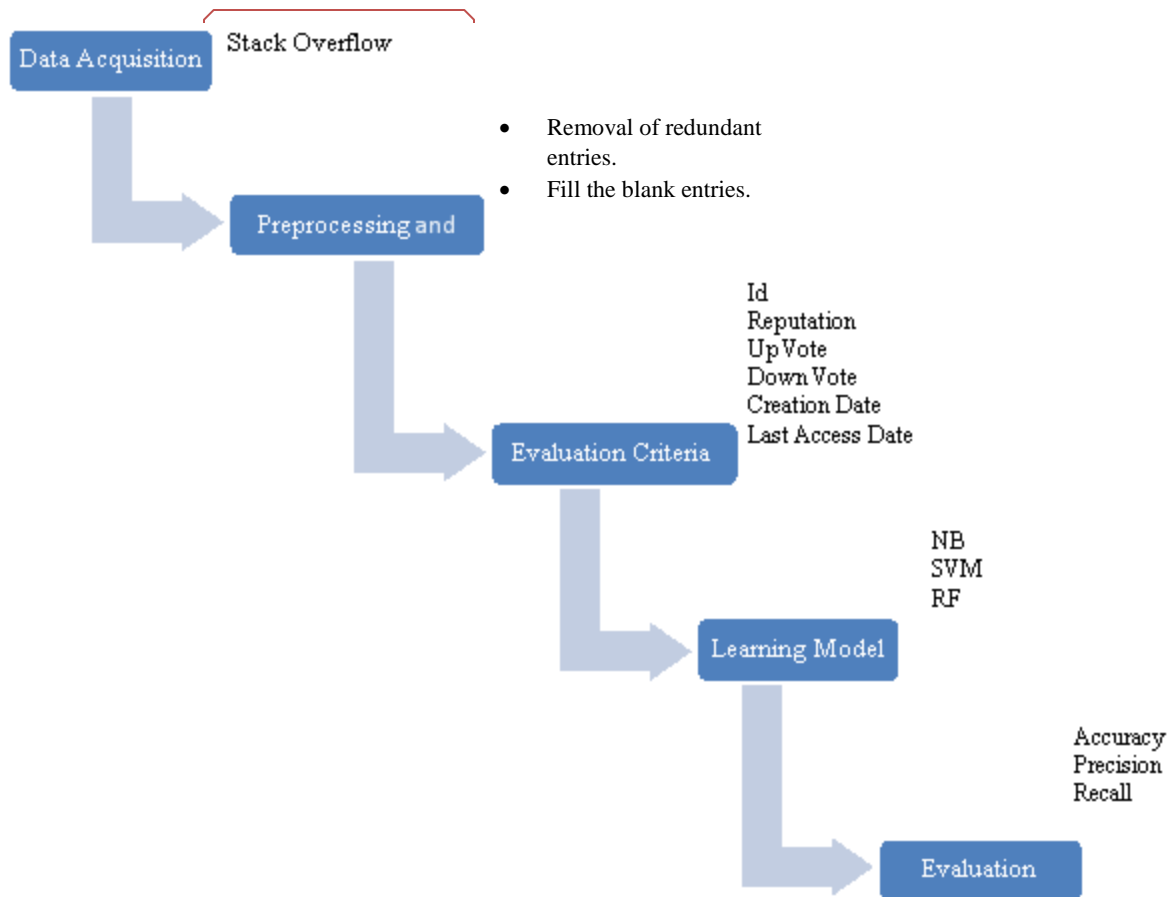 Stack Overflow
Data Acquisition
• Removal of redundant
entries.
• Fill the blank entries.
Preprocessing and
Id
Reputation
Up Vote
Down Vote
Creation Date
Last Access Date
Evaluation Criteria
NB
SVM
RF
Learning Model
Accuracy
Precision
Recall
Evaluation